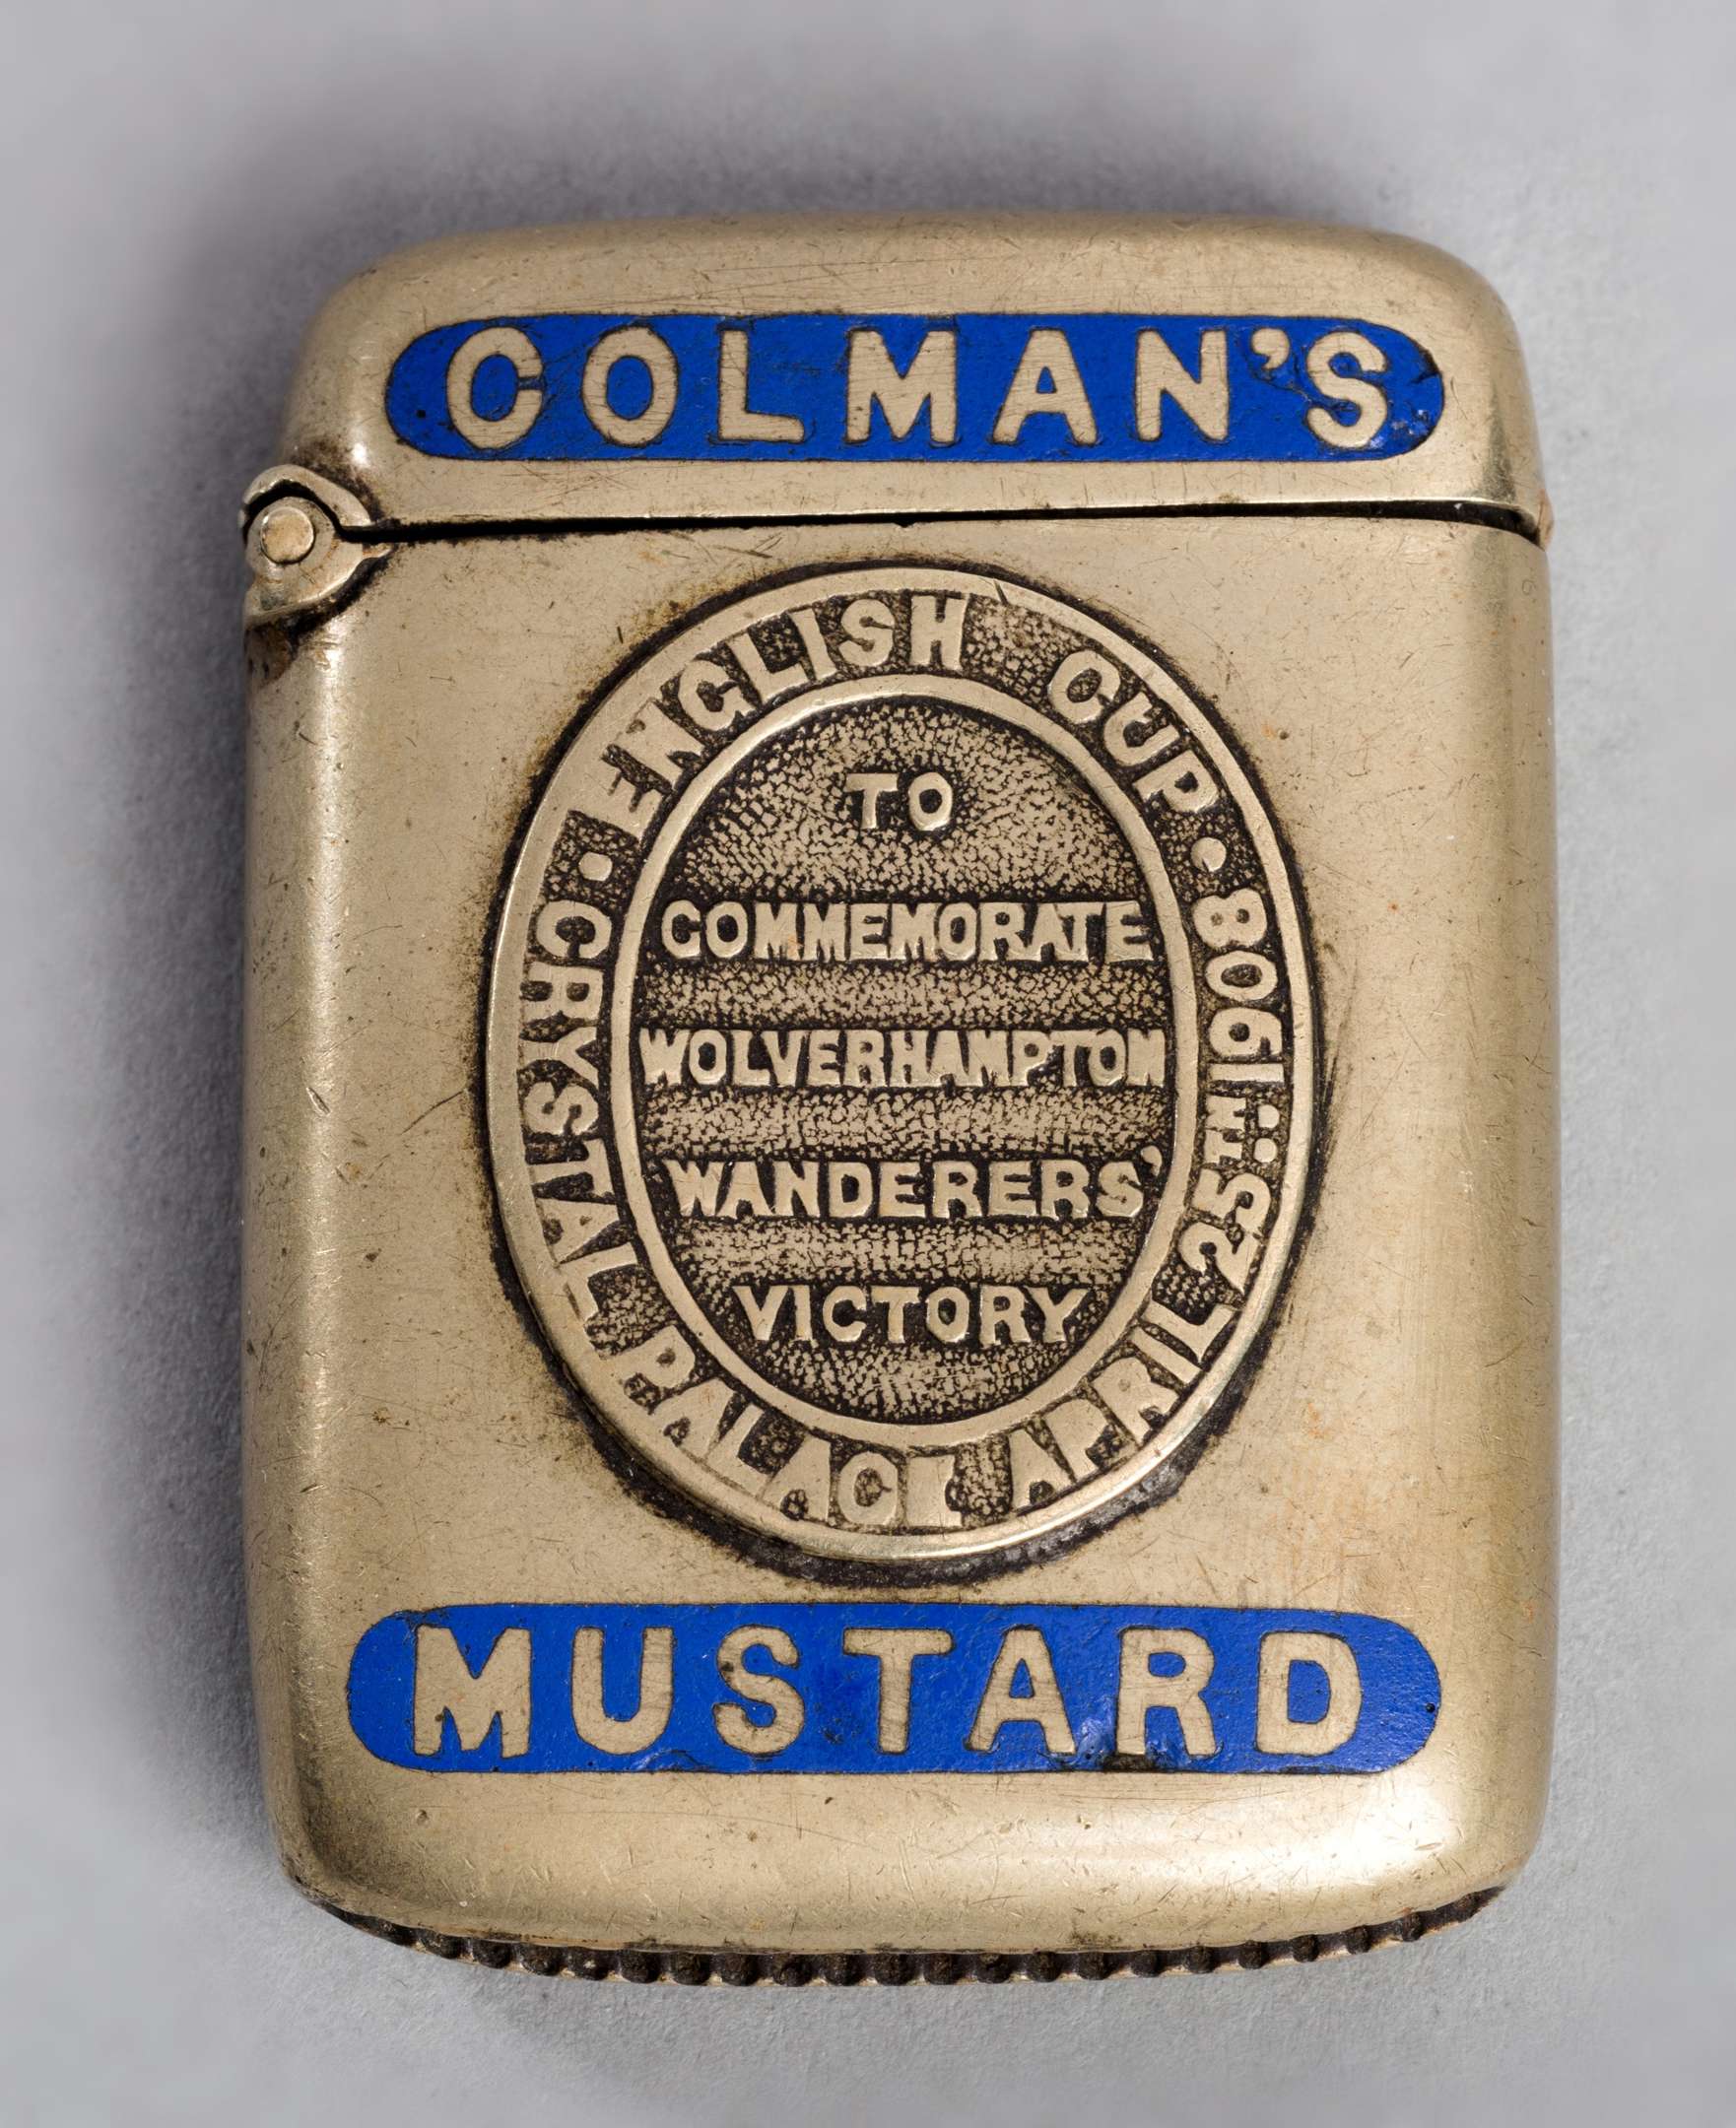 COLMAN'S
· ENGLISH CUP ·
CRYSTAL PALACE APRIL 25TH 1908
TO
COMMEMORATE
WOLVERHAMPTON
WANDERERS'
VICTORY
MUSTARD